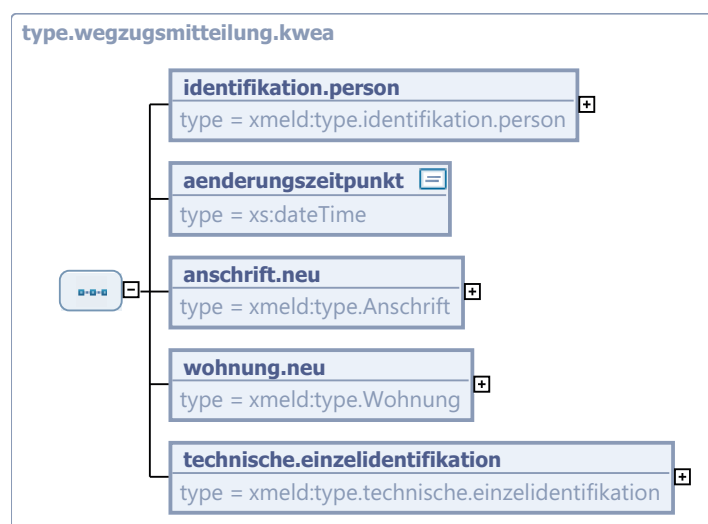 type.wegzugsmitteilung.kwea
identifikation.person
type = xmeld:type.identifikation.person
aenderungszeitpunkt
type = xs:dateTime
anschrift.neu
type = xmeld:type.Anschrift
wohnung.neu
type = xmeld:type.Wohnung
technische.einzelidentifikation
type = xmeld:type.technische.einzelidentifikation